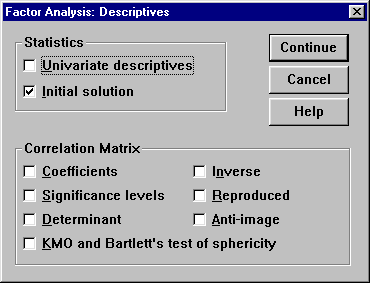 Factor Analysis: Descriptives
Statistics
Univariate descriptives
Initial solution
Continue
Cancel
Help
Correlation Matrix
Coefficients
Inverse
Significance levels
Reproduced
Determinant
Anti-image
KMO and Bartlett's test of sphericity